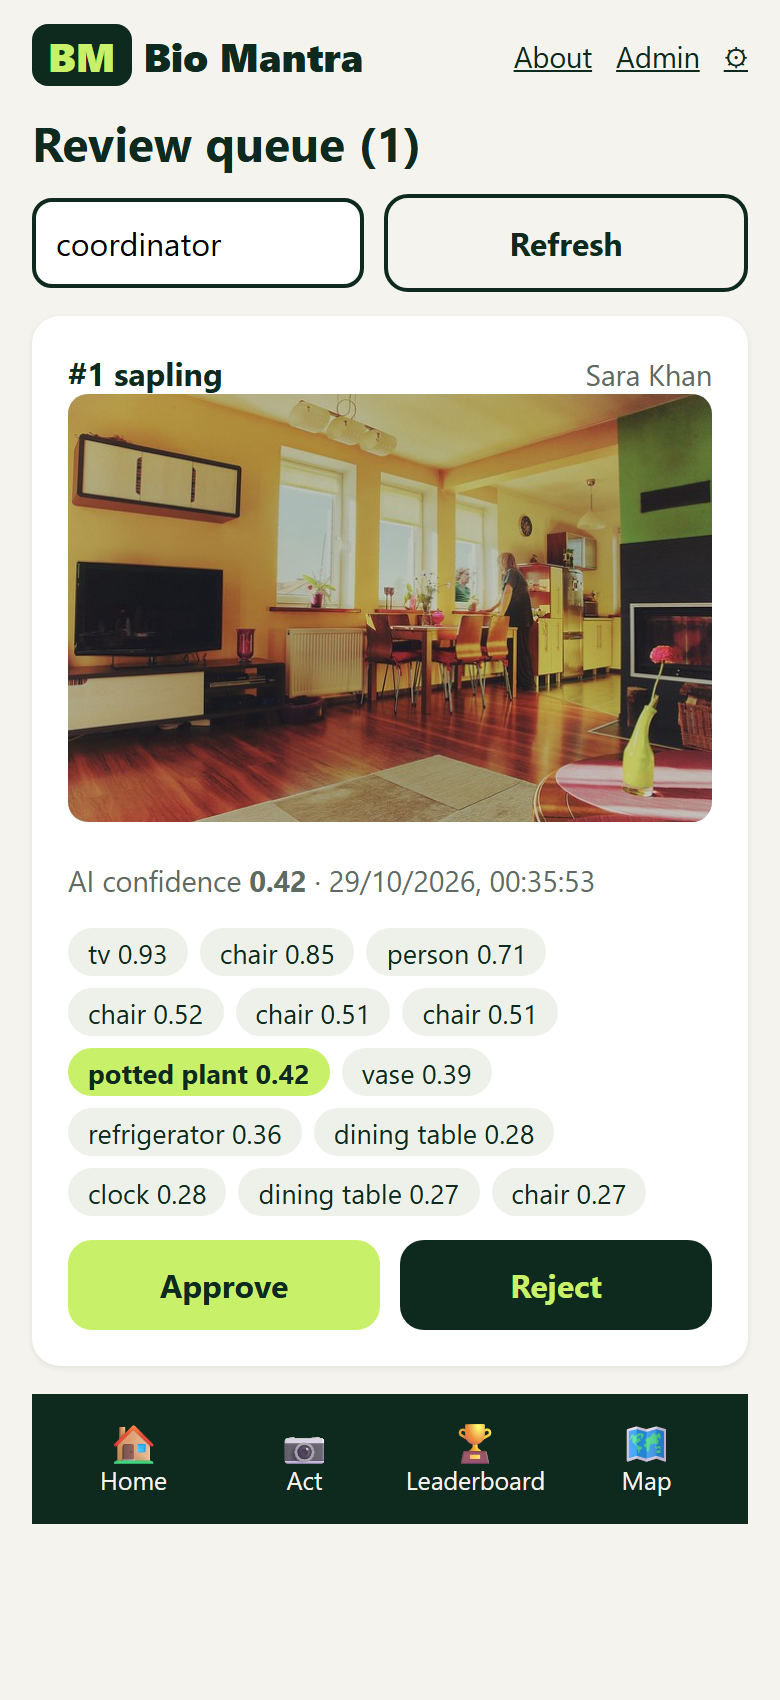 BM Bio Mantra About Admin ⚙
Review queue (1)
coordinator Refresh
#1 sapling Sara Khan
AI confidence 0.42 · 29/10/2026, 00:35:53
tv 0.93 chair 0.85 person 0.71
chair 0.52 chair 0.51 chair 0.51
potted plant 0.42 vase 0.39
refrigerator 0.36 dining table 0.28
clock 0.28 dining table 0.27 chair 0.27
Approve Reject
Home Act Leaderboard Map